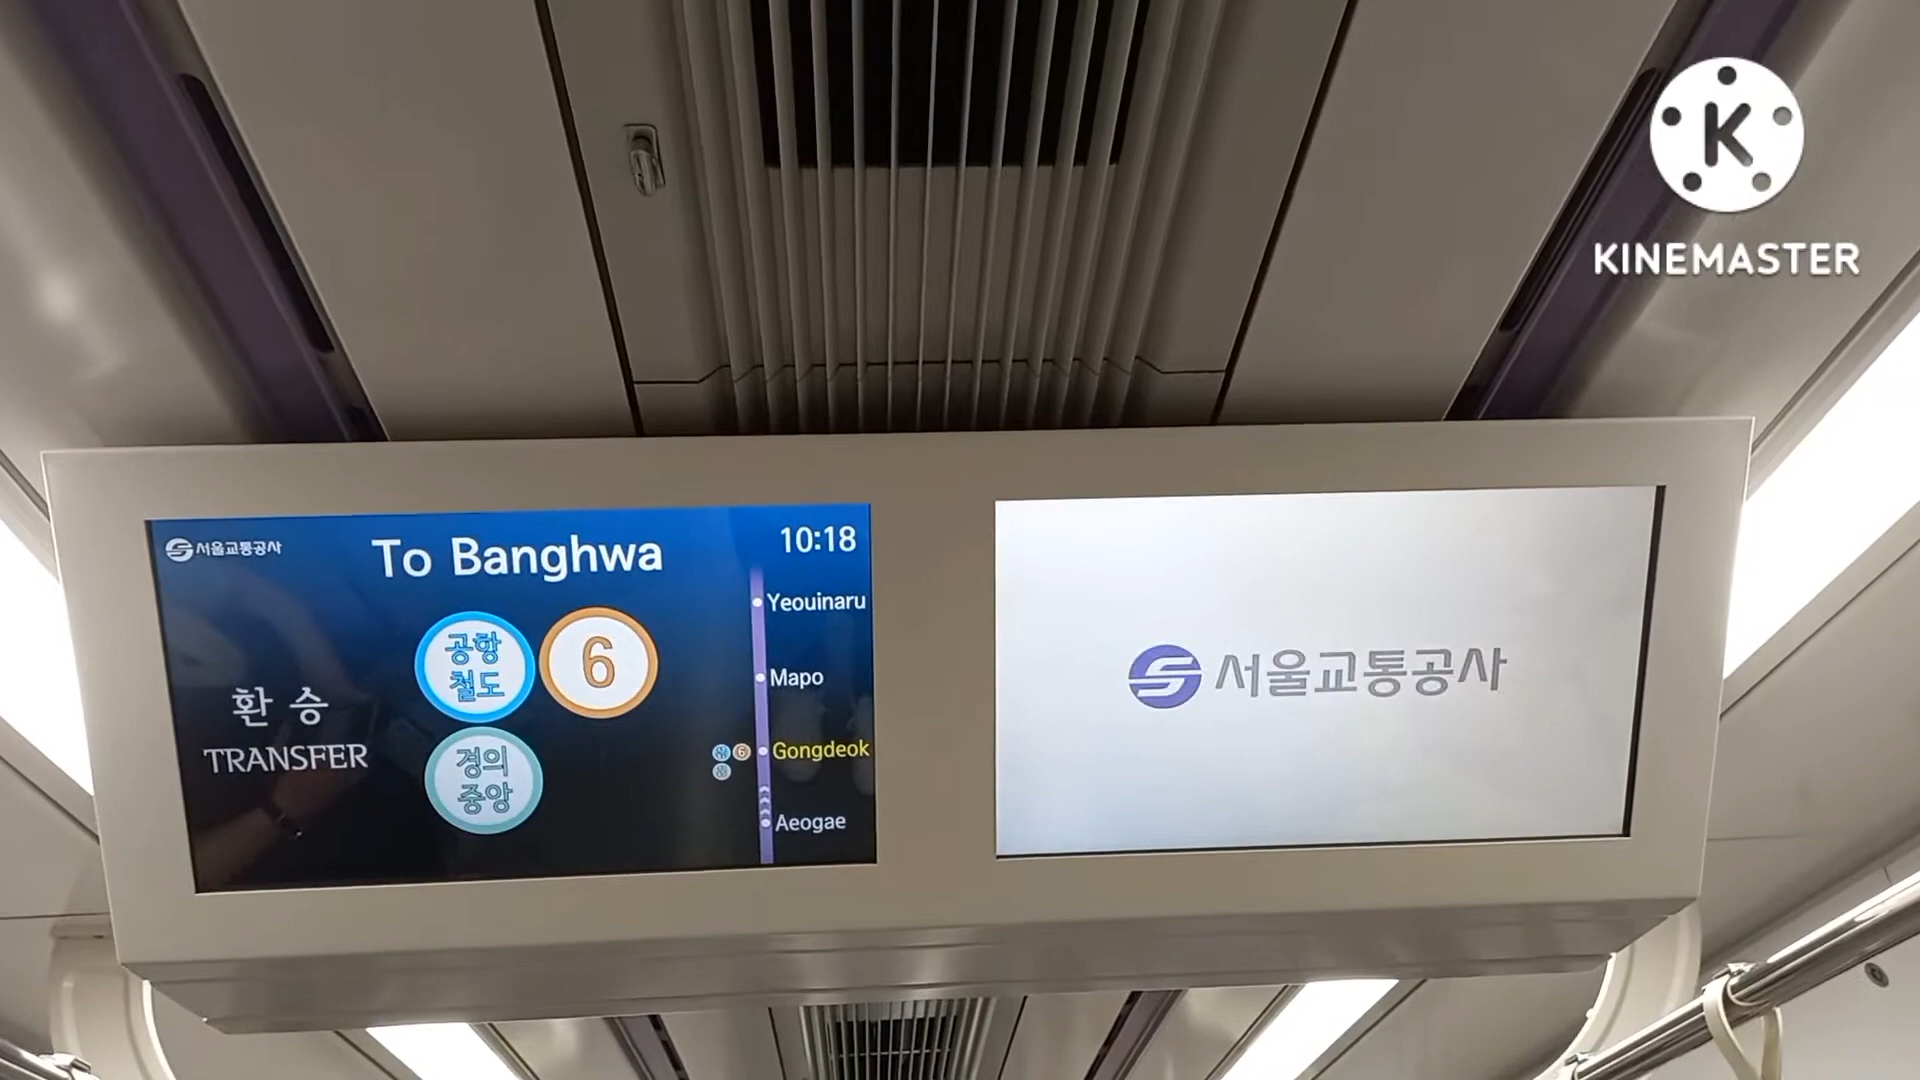 K
KINEMASTER
서울교통공사
To Banghwa
10:18
공항
철도
6
환승
TRANSFER
경의
중앙
Yeouinaru
Mapo
6
Gongdeok
Aeogae
서울교통공사